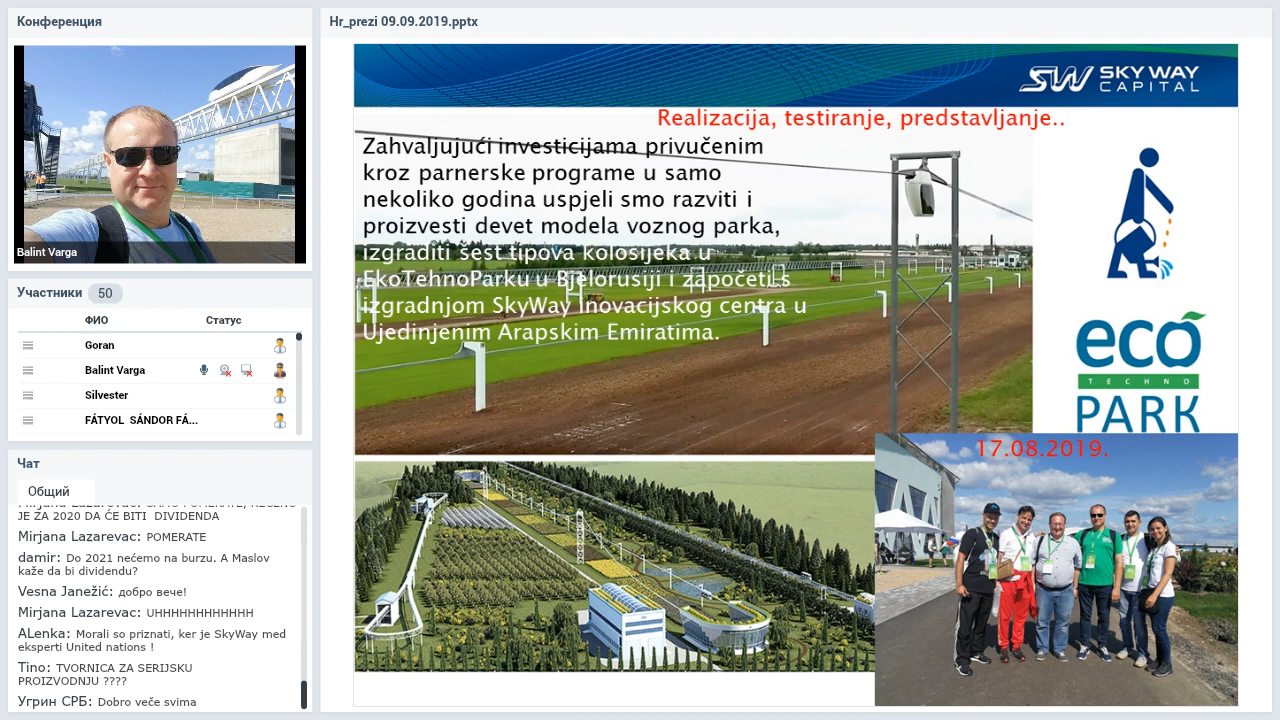 Конференция
Balint Varga
Участники 50
ФИО Статус
Goran
Balint Varga
Silvester
FÁTYOL SÁNDOR FÁ...
Чат
Общий
JE ZA 2020 DA ĆE BITI DIVIDENDA
Mirjana Lazarevac: POMERATE
damir: Do 2021 nećemo na burzu. A Maslov
kaže da bi dividendu?
Vesna Janežić: добро вече!
Mirjana Lazarevac: UHHHHHHHHHHHH
ALenka: Morali so priznati, ker je SkyWay med
eksperti United nations !
Tino: TVORNICA ZA SERIJSKU
PROIZVODNJU ????
Угрин СРБ: Dobro veče svima
Hr_prezi 09.09.2019.pptx
SW SKY WAY
CAPITAL
Realizacija, testiranje, predstavljanje..
Zahvaljujući investicijama privučenim
kroz parnerske programe u samo
nekoliko godina uspjeli smo razviti i
proizvesti devet modela voznog parka,
izgraditi šest tipova kolosijeka u
EkoTehnoParku u Bjelorusiji i započeti s
izgradnjom SkyWay Inovacijskog centra u
Ujedinjenim Arapskim Emiratima.
eco
TECHNO
PARK
17.08.2019.